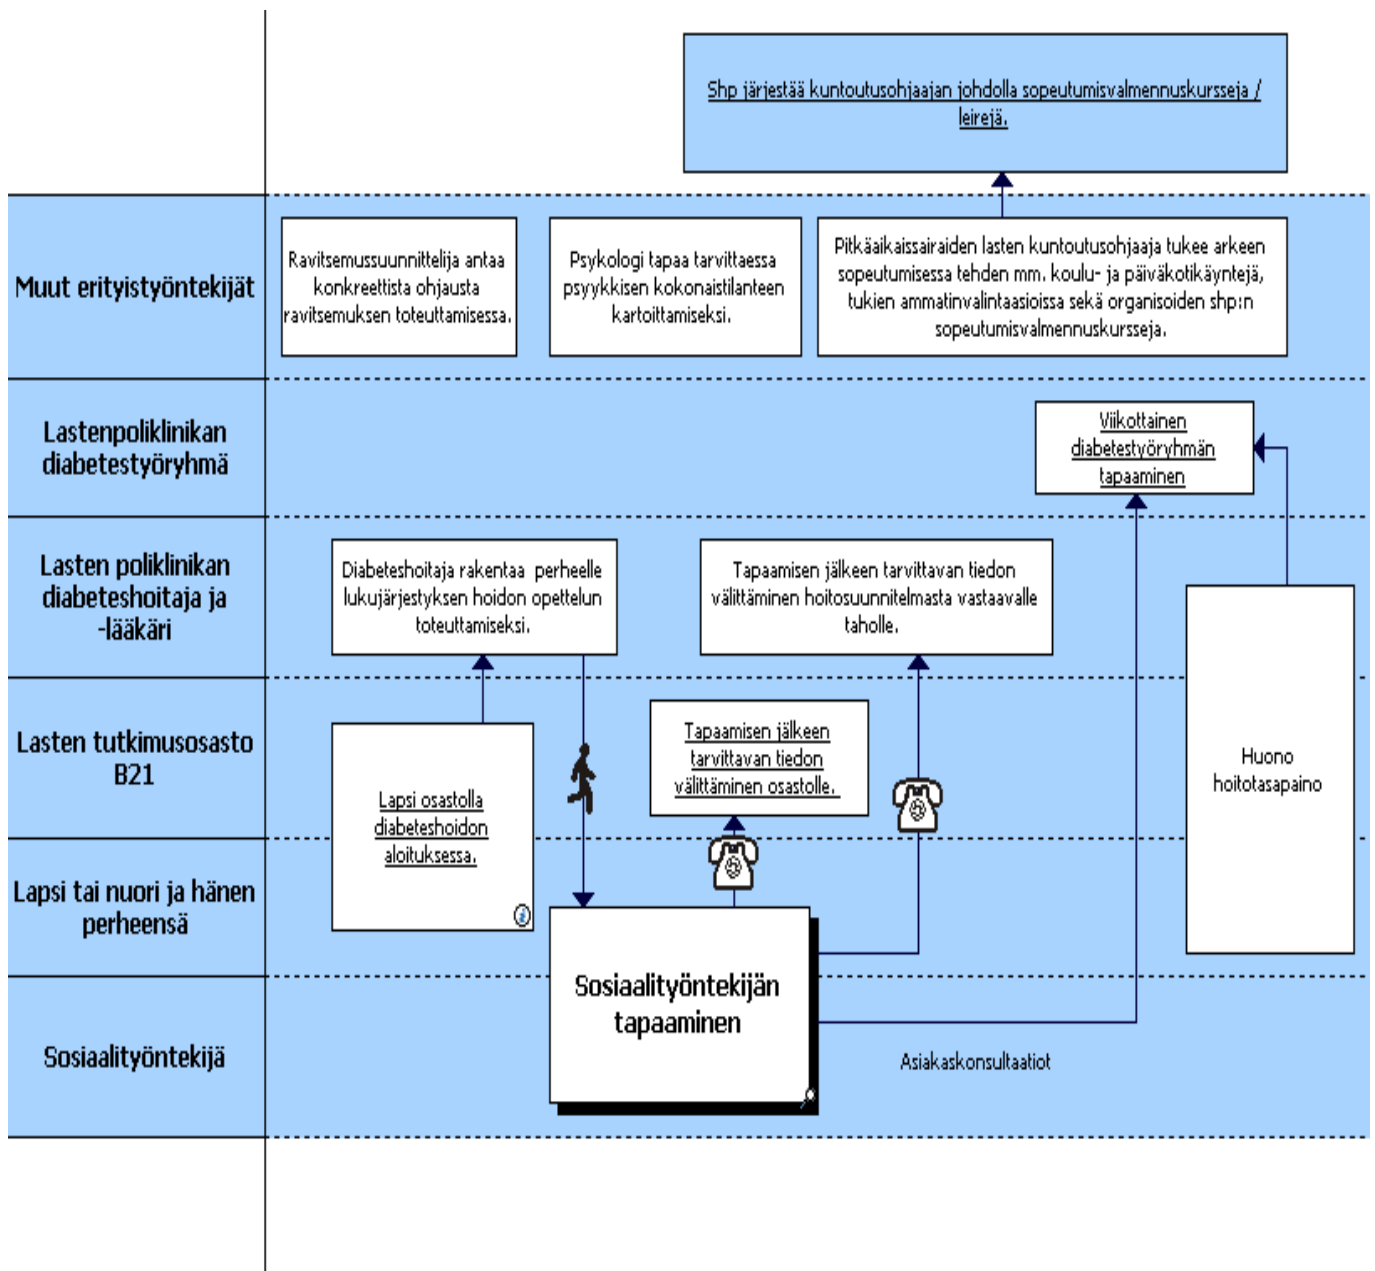 Shp järjestää kuntoutusohjaajan johdolla sopeutumisvalmennuskursseja /
leirejä.
Muut erityistyöntekijät
Ravitsemussuunnittelija antaa
konkreettista ohjausta
ravitsemuksen toteuttamisessa.
Psykologi tapaa tarvittaessa
psyykkisen kokonaistilanteen
kartoittamiseksi.
Pitkäaikaissairaiden lasten kuntoutusohjaaja tukee arkeen
sopeutumisessa tehden mm. koulu- ja päiväkotikäyntejä,
tukien ammatinvalintaasioissa sekä organisoiden shp:n
sopeutumisvalmennuskursseja.
Lastenpoliklinikan
diabetestyöryhmä
Viikottainen
diabetestyöryhmän
tapaaminen
Lasten poliklinikan
diabeteshoitaja ja
-lääkäri
Diabeteshoitaja rakentaa perheelle
lukujärjestyksen hoidon opettelun
toteuttamiseksi.
Tapaamisen jälkeen tarvittavan tiedon
välittäminen hoitosuunnitelmasta vastaavalle
taholle.
Lasten tutkimusosasto
B21
Lapsi osastolla
diabeteshoidon
aloituksessa.
Tapaamisen jälkeen
tarvittavan tiedon
välittäminen osastolle.
Huono
hoitotasapaino
Lapsi tai nuori ja hänen
perheensä
Sosiaalityöntekijä
Sosiaalityöntekijän
tapaaminen
Asiakaskonsultaatiot